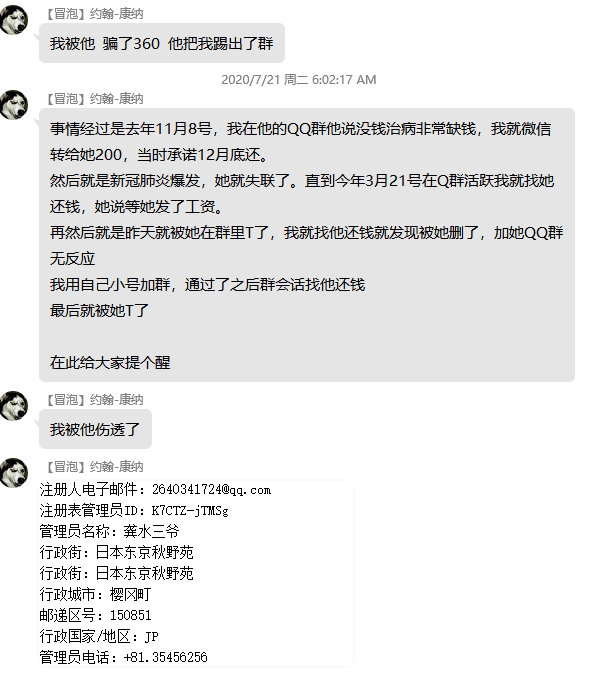 【冒泡】约翰-康纳
我被他 骗了360 他把我踢出了群
2020/7/21 周二 6:02:17 AM
【冒泡】约翰-康纳
事情经过是去年11月8号，我在他的QQ群他说没钱治病非常缺钱，我就微信
转给她200，当时承诺12月底还。
然后就是新冠肺炎爆发，她就失联了。直到今年3月21号在Q群活跃我就找她
还钱，她说等她发了工资。
再然后就是昨天就被她在群里T了，我就找他还钱就发现被她删了，加她QQ群
无反应
我用自己小号加群，通过了之后群会话找他还钱
最后就被她T了
在此给大家提个醒
【冒泡】约翰-康纳
我被他伤透了
【冒泡】约翰-康纳
注册人电子邮件：2640341724@qq.com
注册表管理员ID：K7CTZ-jTMSg
管理员名称：龚水三爷
行政街：日本东京秋野苑
行政街：日本东京秋野苑
行政城市：樱冈町
邮递区号：150851
行政国家/地区：JP
管理员电话：+81.35456256